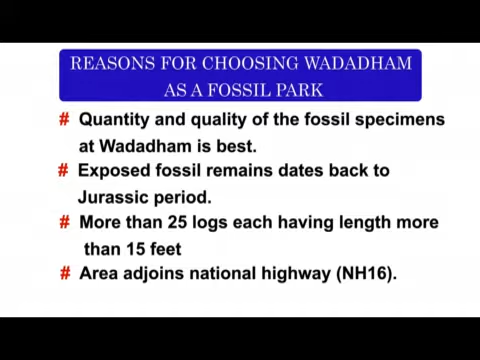 REASONS FOR CHOOSING WADADHAM
AS A FOSSIL PARK
# Quantity and quality of the fossil specimens
at Wadadham is best.
# Exposed fossil remains dates back to
Jurassic period.
# More than 25 logs each having length more
than 15 feet
# Area adjoins national highway (NH16).